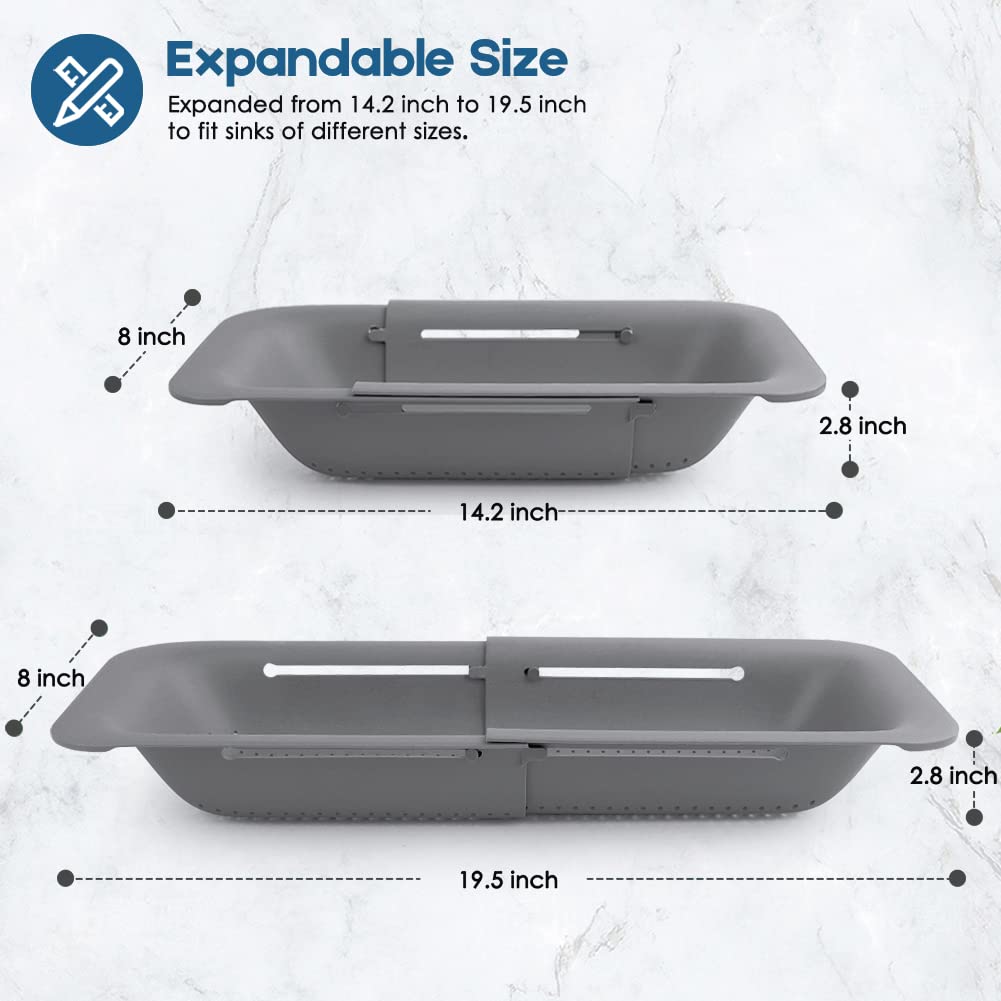 Expandable Size
Expanded from 14.2 inch to 19.5 inch
to fit sinks of different sizes.
8 inch
2.8 inch
14.2 inch
8 inch
2.8 inch
19.5 inch